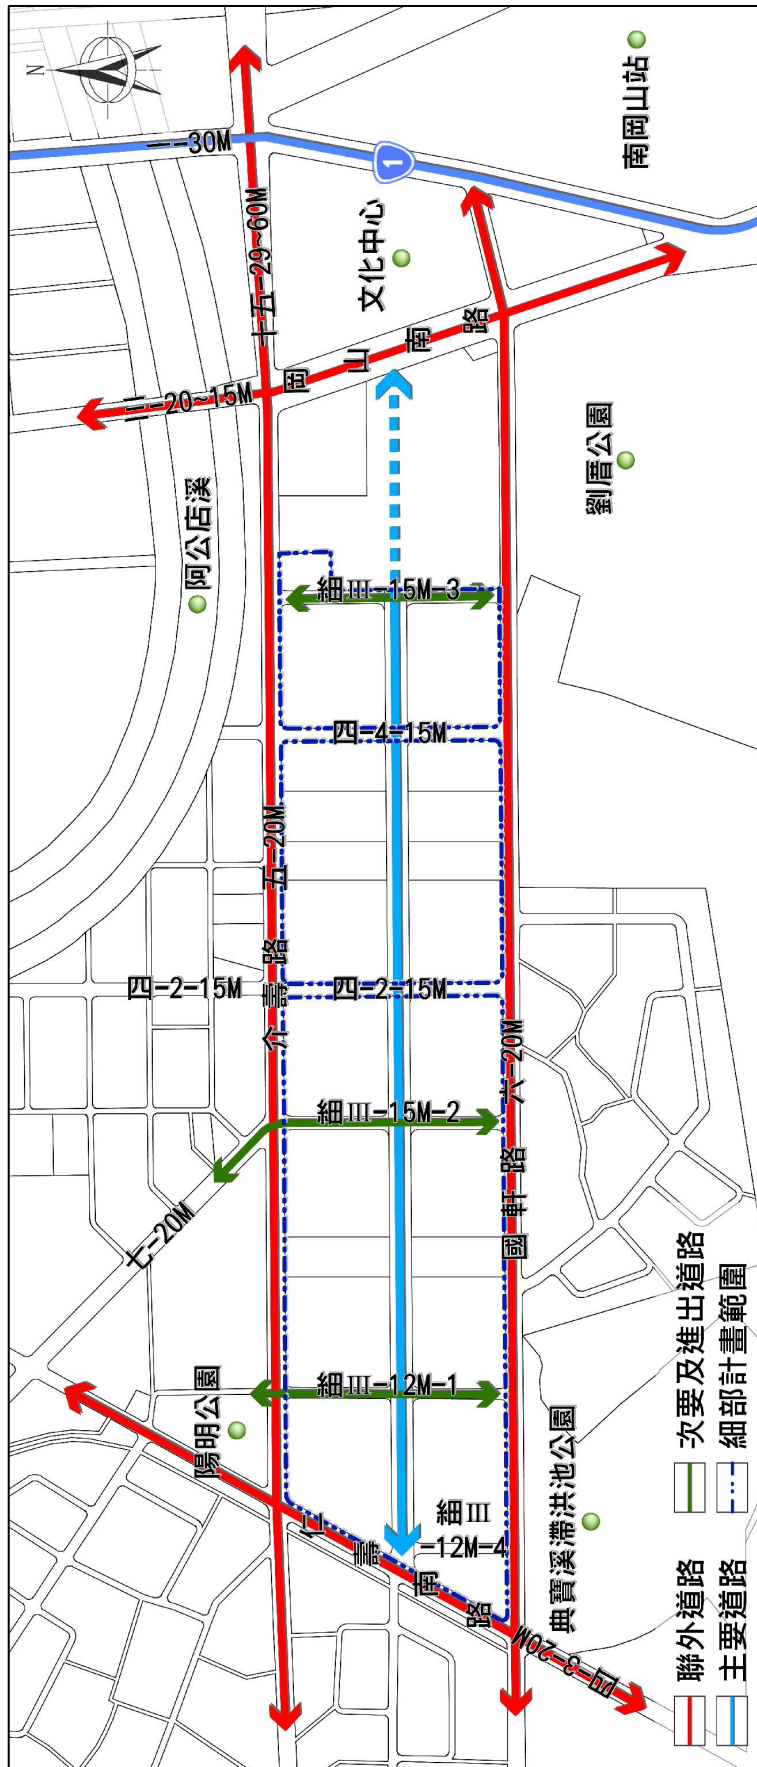 N
一-30M
1
南岡山站
十五-29~60M
文化中心
二-20~15M
岡山南路
阿公店溪
劉厝公園
細III-15M-3
四-4-15M
五-20M
介壽路
四-2-15M
四-2-15M
六-20M
國軒路
細III-15M-2
七-20M
陽明公園
細III-12M-1
仁壽南路
細III
-12M-4
典寶溪滯洪池公園
四-3-20M
聯外道路
次要及進出道路
主要道路
細部計畫範圍